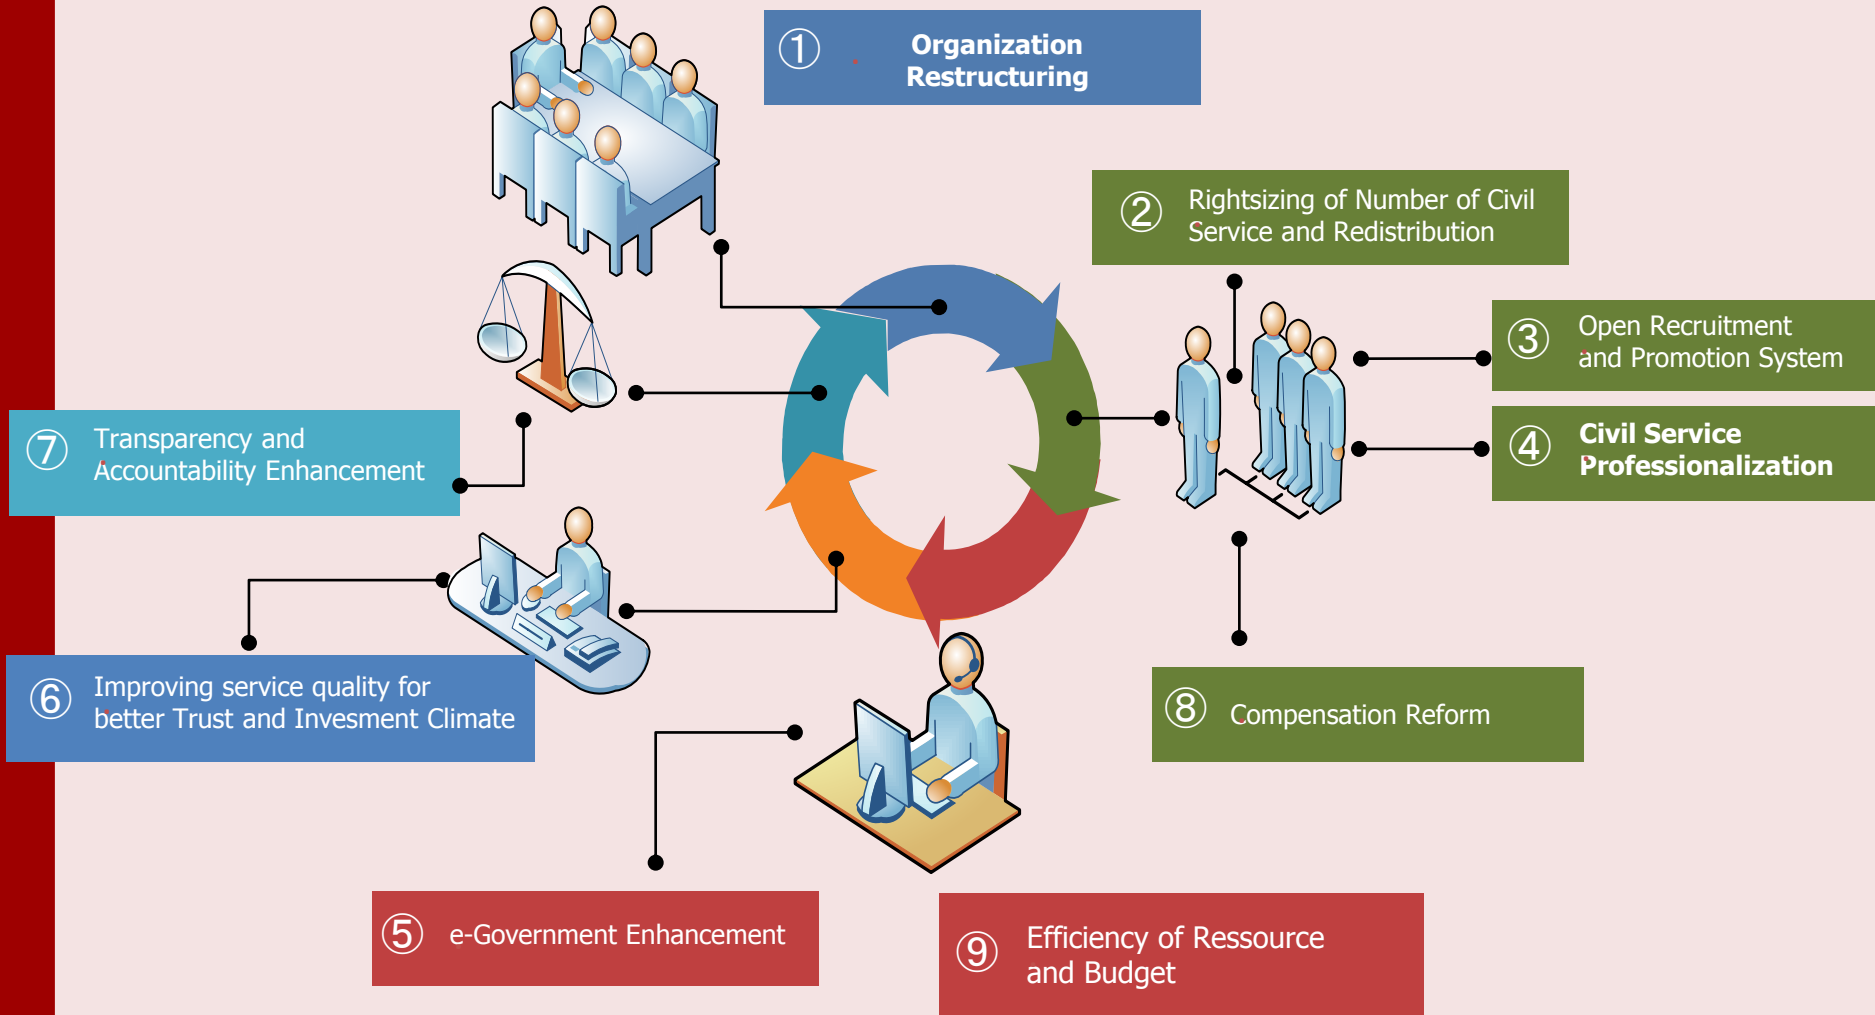 ① Organization
Restructuring
② Rightsizing of Number of Civil
Service and Redistribution
③ Open Recruitment
and Promotion System
④ Civil Service
Professionalization
⑦ Transparency and
Accountability Enhancement
⑥ Improving service quality for
better Trust and Invesment Climate
⑧ Compensation Reform
⑤ e-Government Enhancement
⑨ Efficiency of Ressource
and Budget